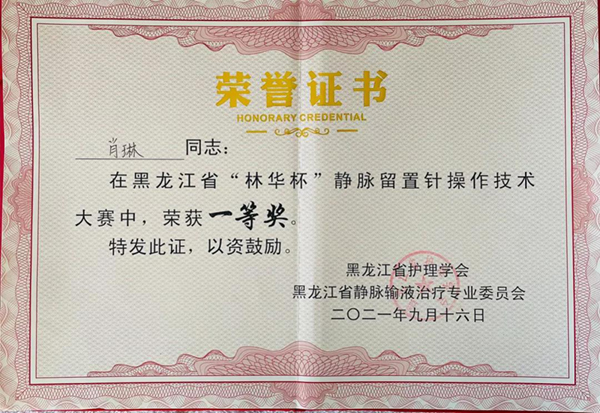 荣誉证书
HONORARY CREDENTIAL
肖琳 同志：
在黑龙江省“林华杯”静脉留置针操作技术
大赛中，荣获一等奖。
特发此证，以资鼓励。
黑龙江省护理学会
黑龙江省静脉输液治疗专业委员会
二〇二一年九月十六日